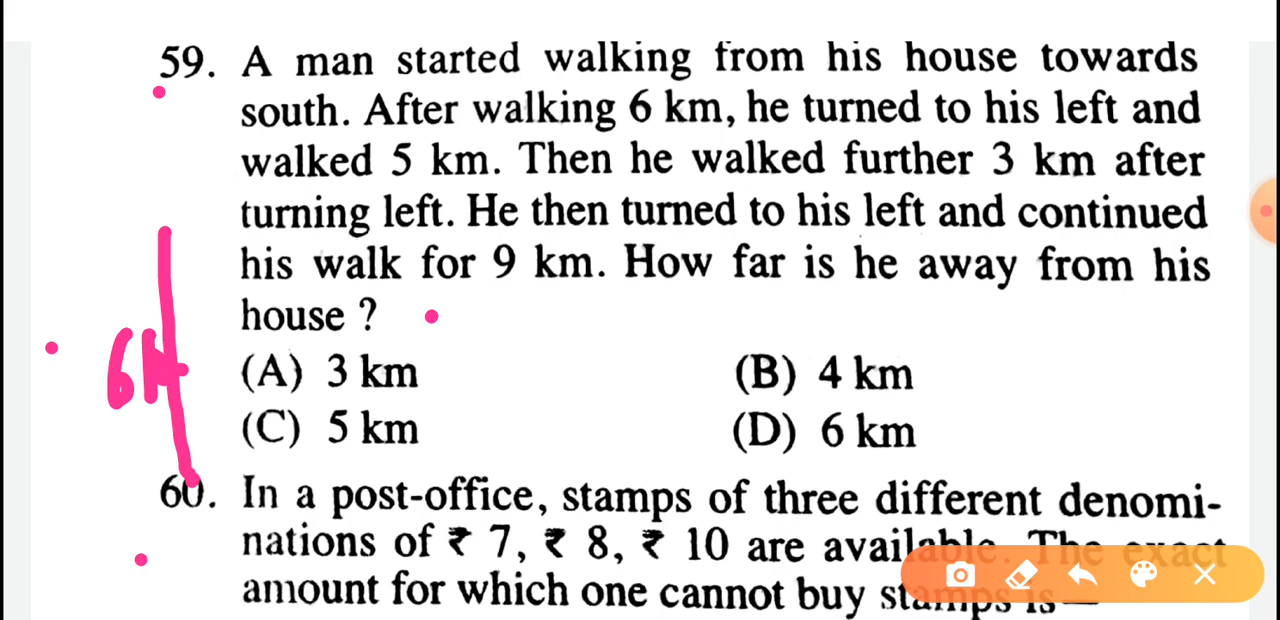 59. A man started walking from his house towards
south. After walking 6 km, he turned to his left and
walked 5 km. Then he walked further 3 km after
turning left. He then turned to his left and continued
his walk for 9 km. How far is he away from his
house ?
(A) 3 km (B) 4 km
(C) 5 km (D) 6 km
6
60. In a post-office, stamps of three different denomi-
nations of ₹ 7, ₹ 8, ₹ 10 are available. The exact
amount for which one cannot buy stamps is—